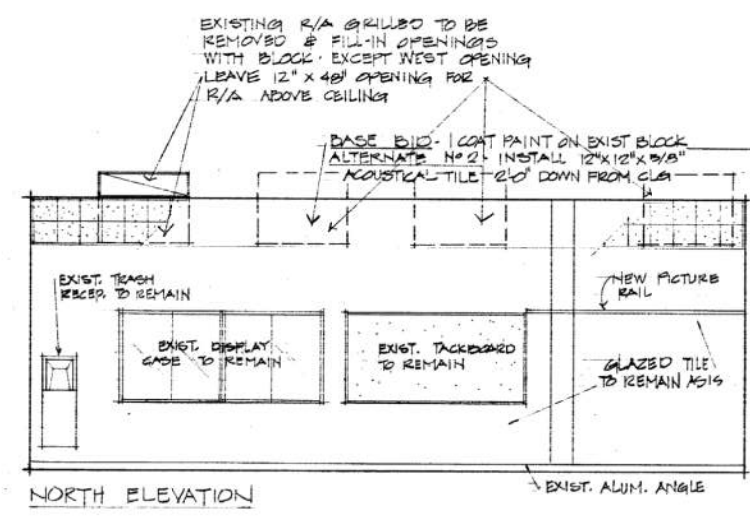 EXISTING R/A GRILLED TO BE
REMOVED & FILL-IN OPENINGS
WITH BLOCK - EXCEPT WEST OPENING
LEAVE 12" X 48" OPENING FOR
R/A ABOVE CEILING
BASE BID - 1 COAT PAINT ON EXIST BLOCK
ALTERNATE Nº 2 - INSTALL 12"X12"X5/8"
ACOUSTICAL TILE 2'-0" DOWN FROM CLG
EXIST. TRASH
RECEP. TO REMAIN
NEW PICTURE
RAIL
EXIST. DISPLAY
CASE TO REMAIN
EXIST. TACKBOARD
TO REMAIN
GLAZED TILE
TO REMAIN ASIS
EXIST. ALUM. ANGLE
NORTH ELEVATION